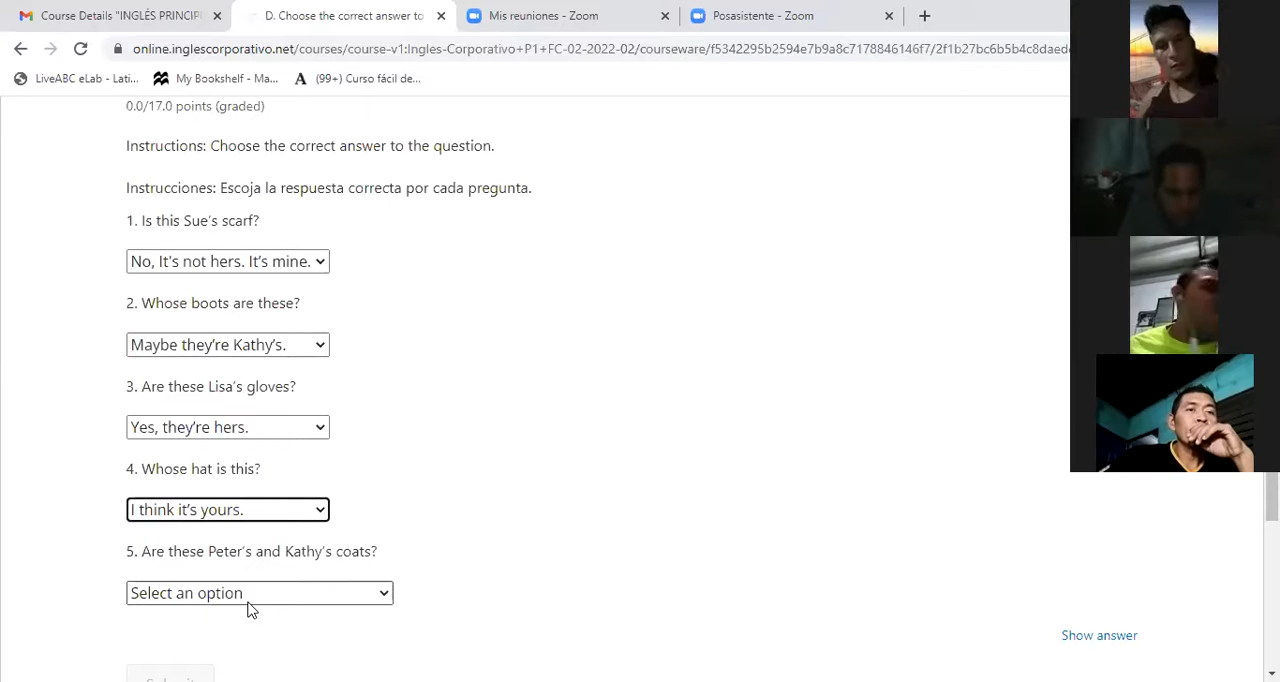 Course Details "INGLÉS PRINCIP
D. Choose the correct answer to
Mis reuniones - Zoom
Posasistente - Zoom
online.inglescorporativo.net/courses/course-v1:Ingles-Corporativo+P1+FC-02-2022-02/courseware/f5342295b2594e7b9a8c7178846146f7/2f1b27bc6b5b4c8daed
LiveABC eLab - Lati...
My Bookshelf - Ma...
(99+) Curso fácil de...
0.0/17.0 points (graded)
Instructions: Choose the correct answer to the question.
Instrucciones: Escoja la respuesta correcta por cada pregunta.
1. Is this Sue's scarf?
No, It's not hers. It's mine.
2. Whose boots are these?
Maybe they're Kathy's.
3. Are these Lisa's gloves?
Yes, they're hers.
4. Whose hat is this?
I think it's yours.
5. Are these Peter's and Kathy's coats?
Select an option
Show answer